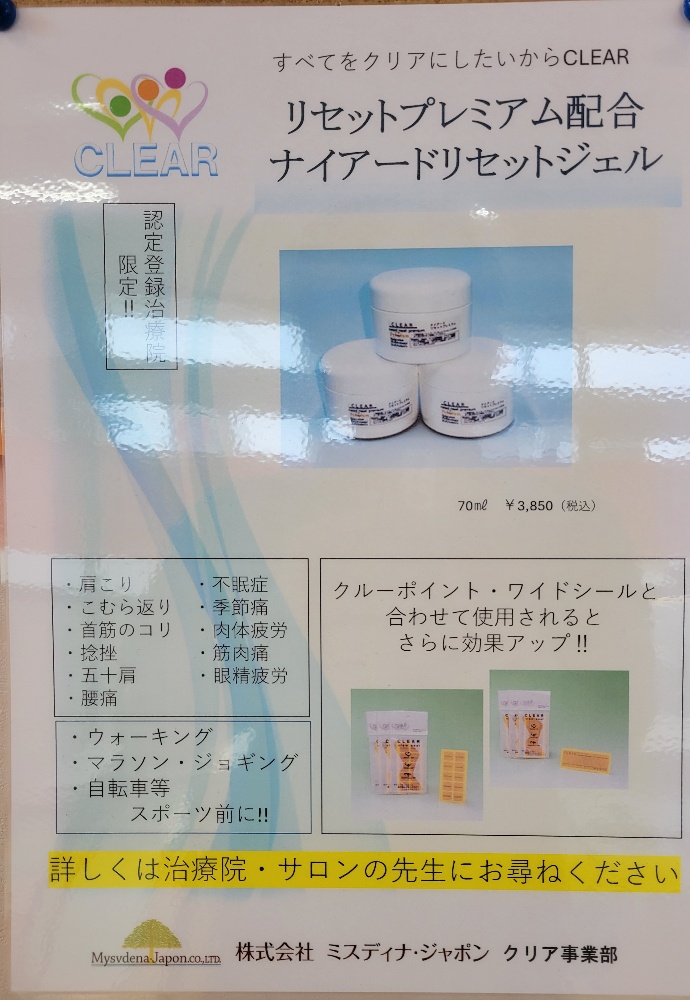 すべてをクリアにしたいからCLEAR
CLEAR
リセットプレミアム配合
ナイアードリセットジェル
認定登録治療院
限定!!
CLEAR
CLEAR
CLEAR
70㎖ ￥3,850（税込）
・肩こり
・こむら返り
・首筋のコリ
・捻挫
・五十肩
・腰痛
・不眠症
・季節痛
・肉体疲労
・筋肉痛
・眼精疲労
・ウォーキング
・マラソン・ジョギング
・自転車等
スポーツ前に!!
クルーポイント・ワイドシールと
合わせて使用されると
さらに効果アップ!!
CLEAR
CLEAR
詳しくは治療院・サロンの先生にお尋ねください
Mysvdena-Japon.co.,LTD.
株式会社 ミスディナ・ジャポン クリア事業部